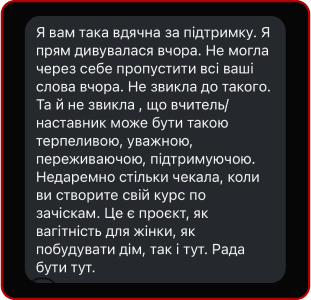 Я вам така вдячна за підтримку. Я
прям дивувалася вчора. Не могла
через себе пропустити всі ваші
слова вчора. Не звикла до такого.
Та й не звикла , що вчитель/
наставник може бути такою
терпеливою, уважною,
переживаючою, підтримуючою.
Недаремно стільки чекала, коли
ви створите свій курс по
зачіскам. Це є проєкт, як
вагітність для жінки, як
побудувати дім, так і тут. Рада
бути тут.